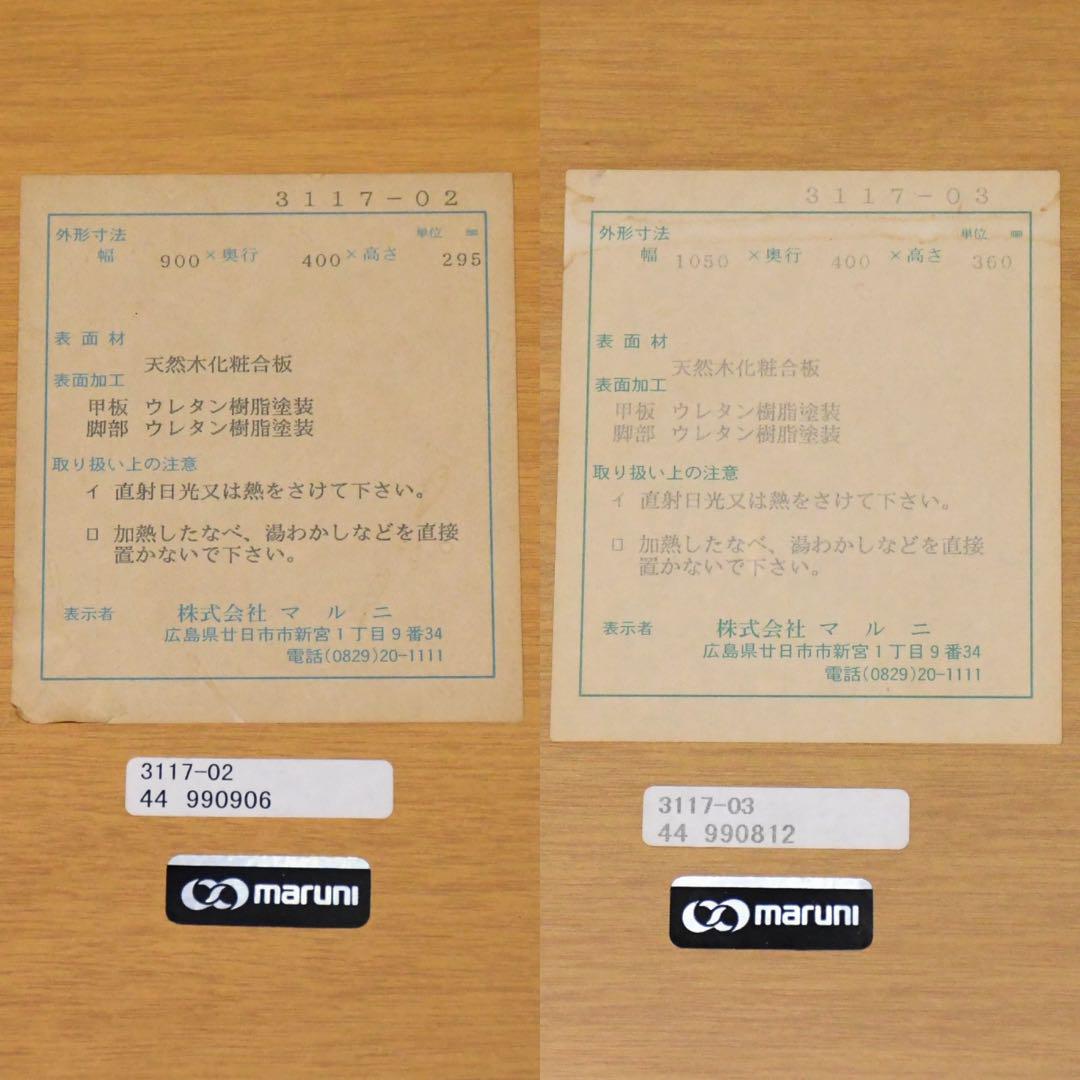 3117-02
外形寸法 単位 ㎜
幅 900×奥行 400×高さ 295
表面材
天然木化粧合板
表面加工
甲板 ウレタン樹脂塗装
脚部 ウレタン樹脂塗装
取り扱い上の注意
イ 直射日光又は熱をさけて下さい。
ロ 加熱したなべ、湯わかしなどを直接
置かないで下さい。
表示者 株式会社 マルニ
広島県廿日市市新宮1丁目9番34
電話(0829)20-1111
3117-02
44 990906
maruni
3117-03
外形寸法 単位 ㎜
幅 1050 ×奥行 400 ×高さ 360
表面材
天然木化粧合板
表面加工
甲板 ウレタン樹脂塗装
脚部 ウレタン樹脂塗装
取り扱い上の注意
イ 直射日光又は熱をさけて下さい。
ロ 加熱したなべ、湯わかしなどを直接
置かないで下さい。
表示者 株式会社 マルニ
広島県廿日市市新宮1丁目9番34
電話(0829)20-1111
3117-03
44 990812
maruni